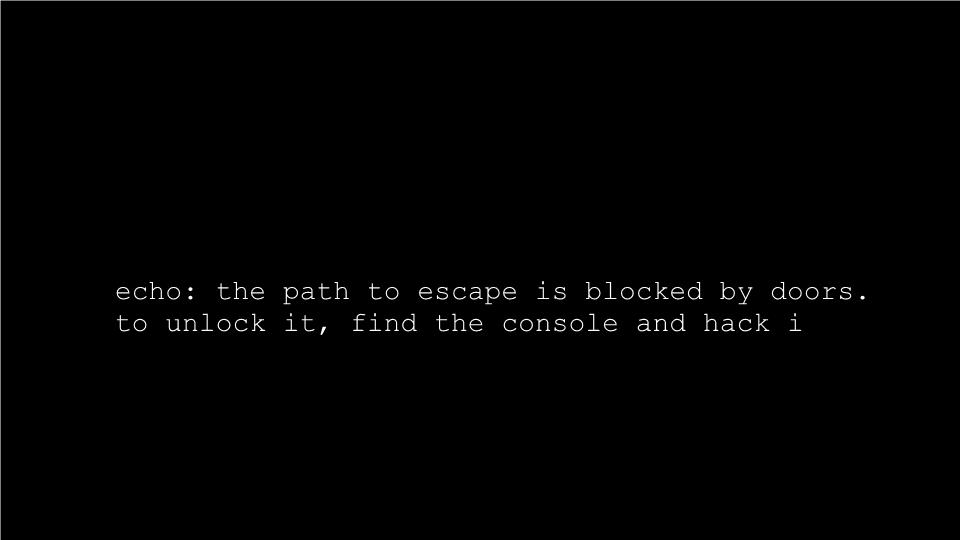 echo: the path to escape is blocked by doors.
to unlock it, find the console and hack i